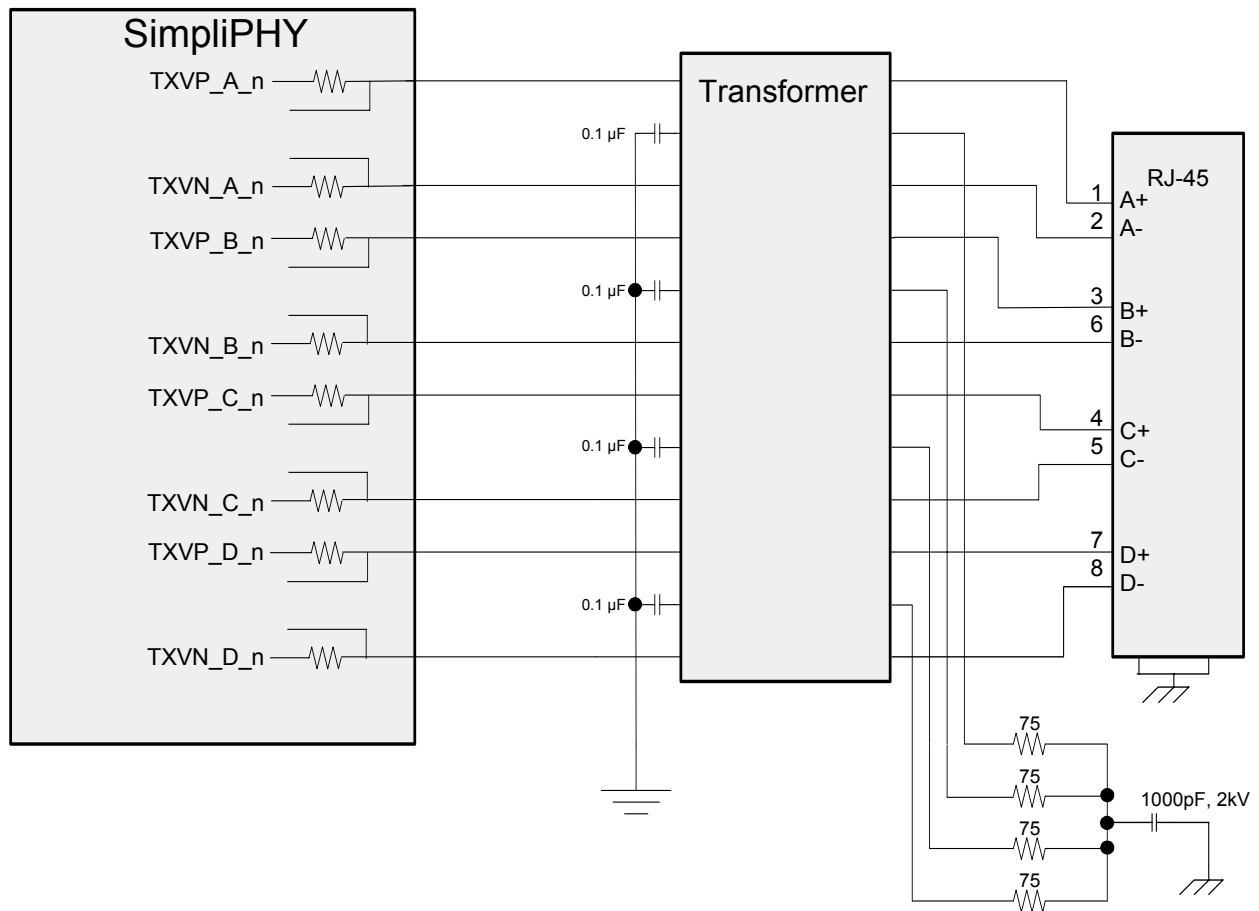 SimpliPHY
TXVP_A_n
TXVN_A_n
TXVP_B_n
TXVN_B_n
TXVP_C_n
TXVN_C_n
TXVP_D_n
TXVN_D_n
0.1 µF
0.1 µF
0.1 µF
0.1 µF
Transformer
RJ-45
1 A+
2 A-
3 B+
6 B-
4 C+
5 C-
7 D+
8 D-
75
75
75
75
1000pF, 2kV